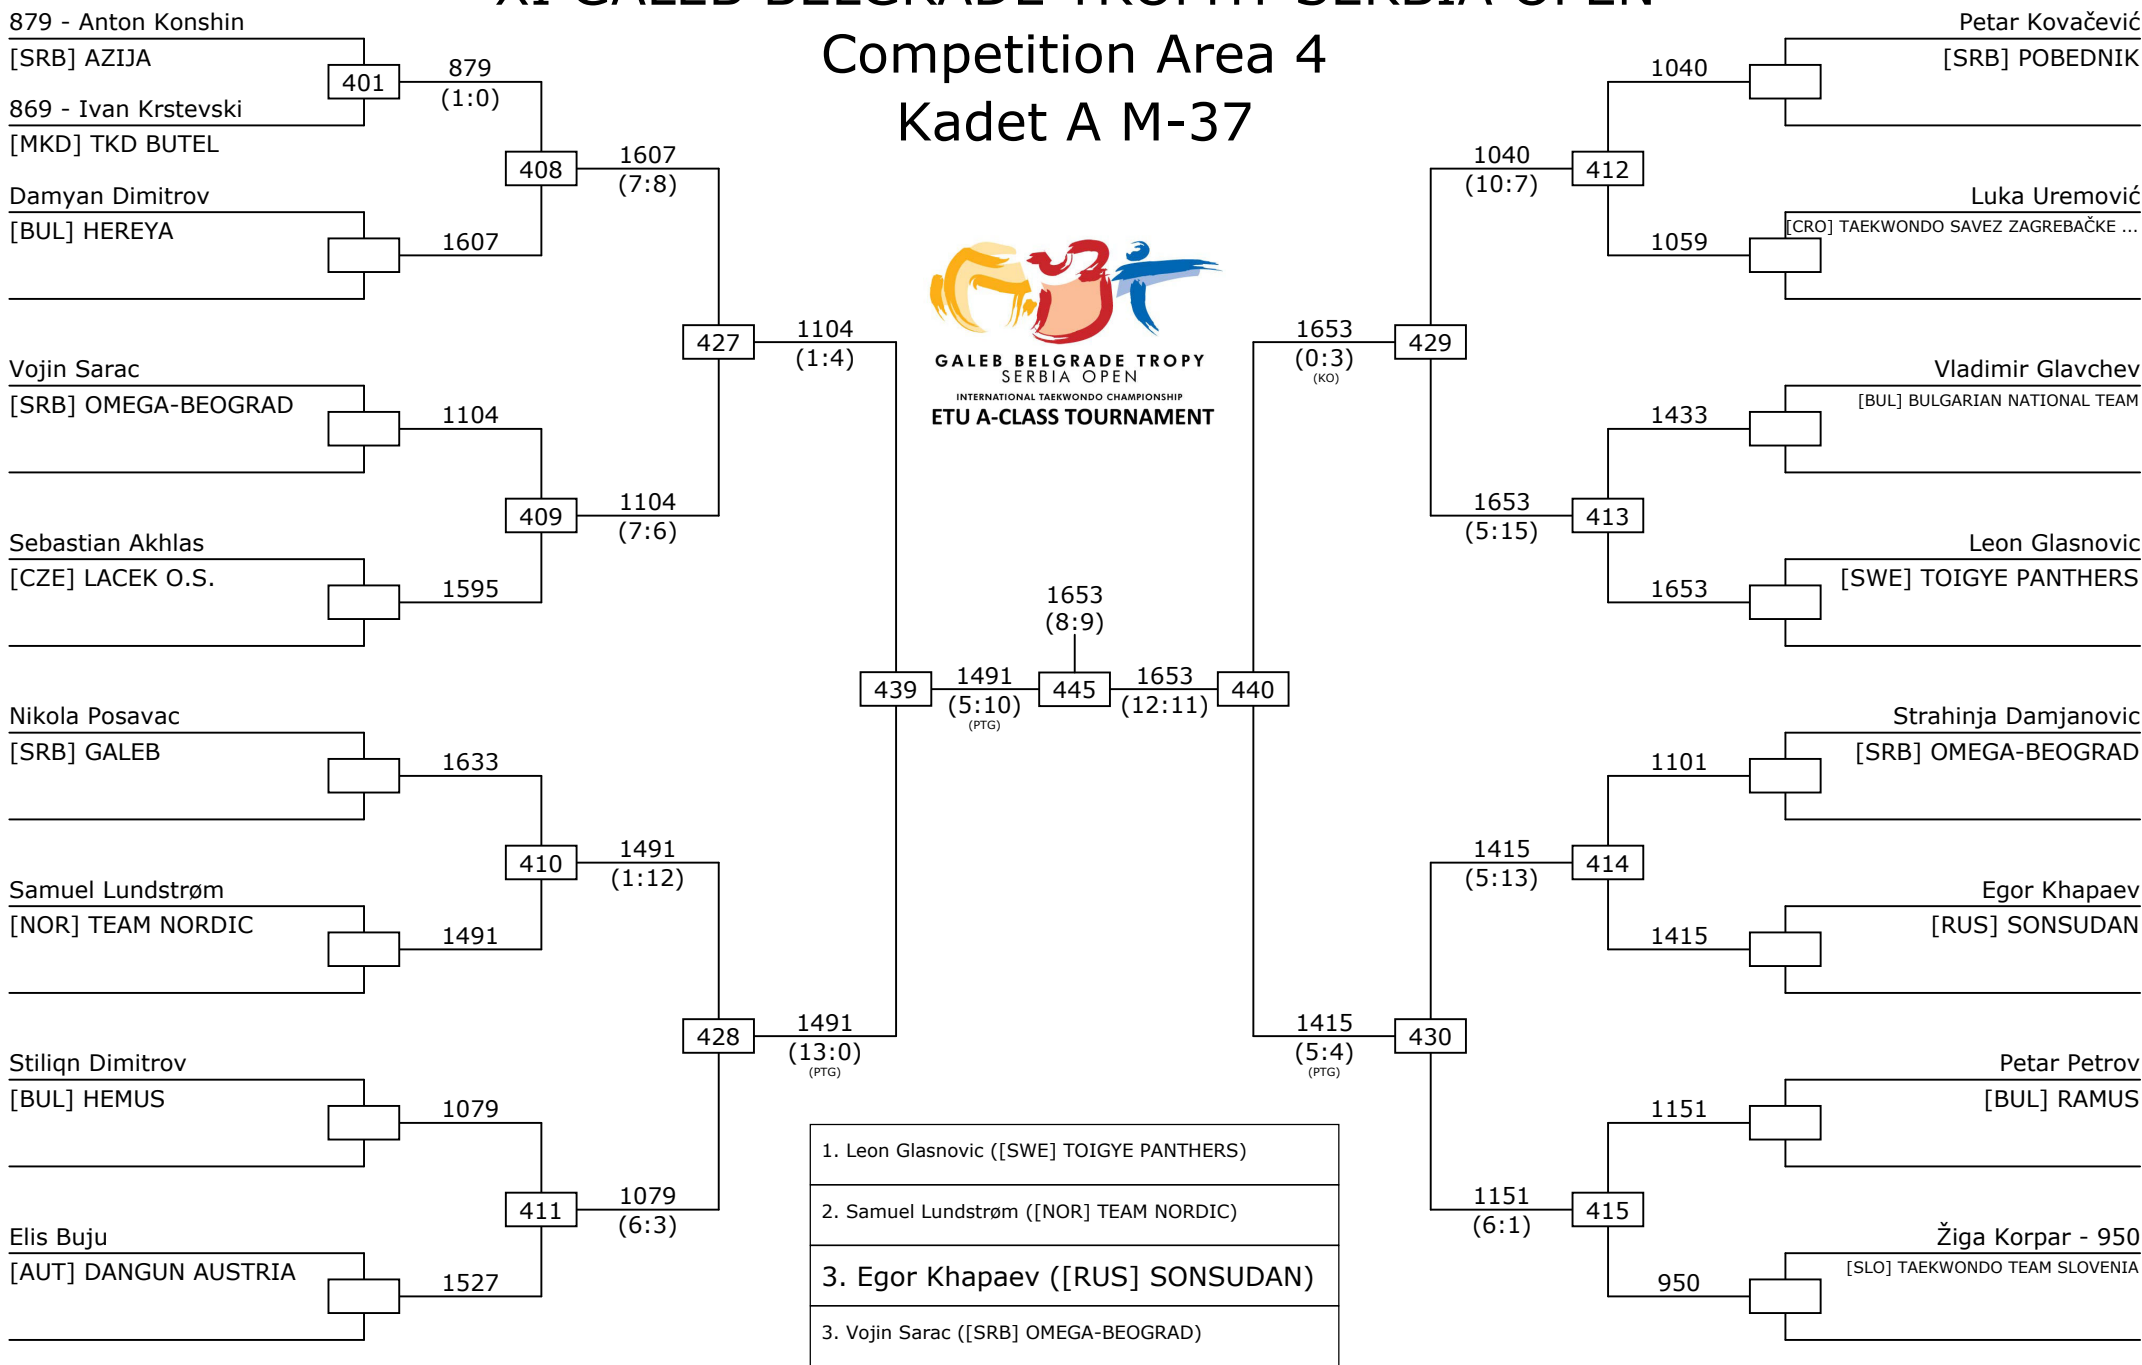 XI GALEB BELGRADE TROPHY SERBIA OPEN
Competition Area 4
Kadet A M-37
879 - Anton Konshin
[SRB] AZIJA
401
879
(1:0)
869 - Ivan Krstevski
[MKD] TKD BUTEL
408
1607
(7:8)
Damyan Dimitrov
[BUL] HEREYA
1607
427
1104
(1:4)
Vojin Sarac
[SRB] OMEGA-BEOGRAD
1104
409
1104
(7:6)
Sebastian Akhlas
[CZE] LACEK O.S.
1595
439
1491
(5:10)
(PTG)
Nikola Posavac
[SRB] GALEB
1633
410
1491
(1:12)
Samuel Lundstrøm
[NOR] TEAM NORDIC
1491
428
1491
(13:0)
(PTG)
Stiliqn Dimitrov
[BUL] HEMUS
1079
411
1079
(6:3)
Elis Buju
[AUT] DANGUN AUSTRIA
1527
GALEB BELGRADE TROPY
SERBIA OPEN
INTERNATIONAL TAEKWONDO CHAMPIONSHIP
ETU A-CLASS TOURNAMENT
1653
(8:9)
445
1653
(12:11)
440
Petar Kovačević
[SRB] POBEDNIK
1040
1040
(10:7)
412
Luka Uremović
[CRO] TAEKWONDO SAVEZ ZAGREBAČKE ...
1059
1653
(0:3)
(KO)
429
Vladimir Glavchev
[BUL] BULGARIAN NATIONAL TEAM
1433
1653
(5:15)
413
Leon Glasnovic
[SWE] TOIGYE PANTHERS
1653
Strahinja Damjanovic
[SRB] OMEGA-BEOGRAD
1101
1415
(5:13)
414
Egor Khapaev
[RUS] SONSUDAN
1415
1415
(5:4)
(PTG)
430
Petar Petrov
[BUL] RAMUS
1151
1151
(6:1)
415
Žiga Korpar - 950
[SLO] TAEKWONDO TEAM SLOVENIA
950
1. Leon Glasnovic ([SWE] TOIGYE PANTHERS)
2. Samuel Lundstrøm ([NOR] TEAM NORDIC)
3. Egor Khapaev ([RUS] SONSUDAN)
3. Vojin Sarac ([SRB] OMEGA-BEOGRAD)